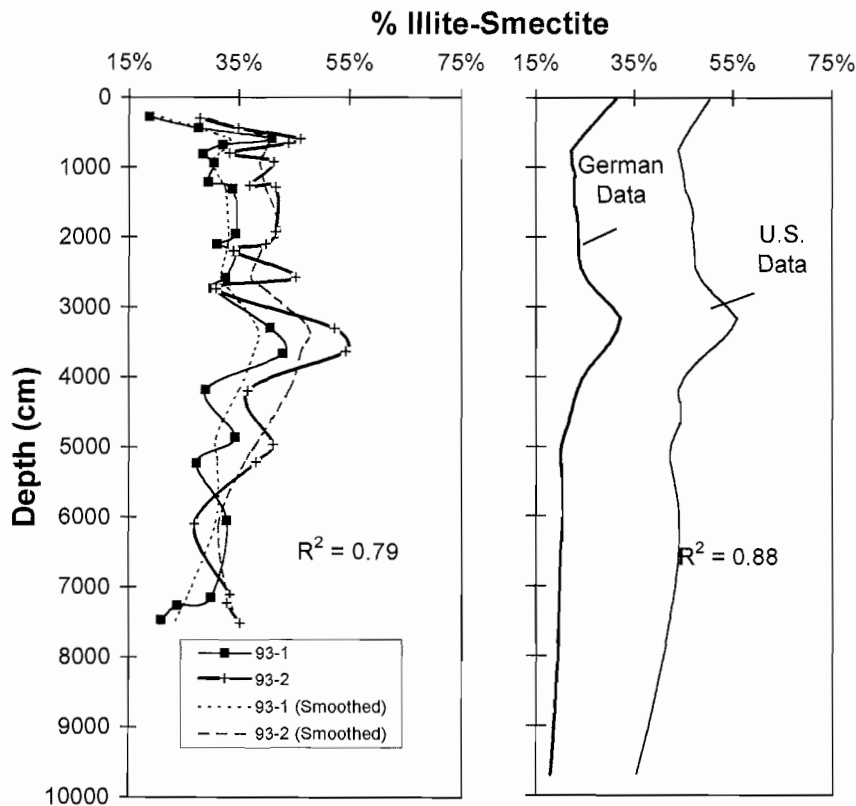 % Illite-Smectite
15% 35% 55% 75% 15% 35% 55% 75%
Depth (cm)
0
1000
2000
3000
4000
5000
6000
7000
8000
9000
10000
German
Data
U.S.
Data
R² = 0.79
R² = 0.88
93-1
93-2
93-1 (Smoothed)
93-2 (Smoothed)